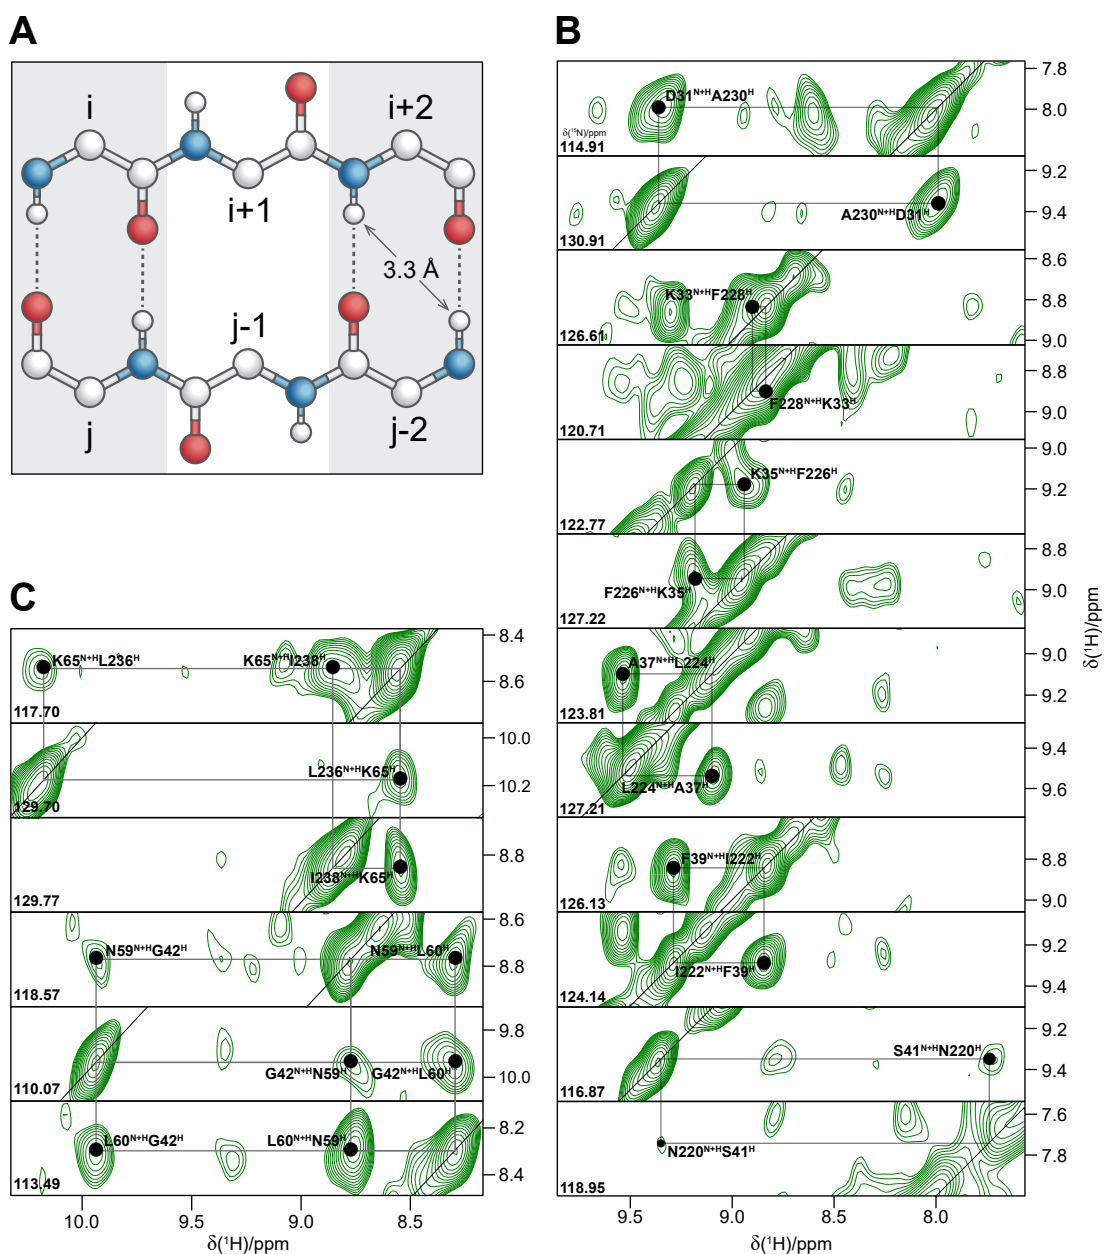 A
i
i+2
i+1
3.3 Å
j-1
j
j-2
B
D31ᴺ⁺ᴴA230ᴴ
δ(¹⁵N)/ppm
114.91
7.8
8.0
A230ᴺ⁺ᴴD31ᴴ
130.91
9.2
9.4
K33ᴺ⁺ᴴF228ᴴ
126.61
8.6
8.8
9.0
F228ᴺ⁺ᴴK33ᴴ
120.71
8.8
9.0
K35ᴺ⁺ᴴF226ᴴ
122.77
9.0
9.2
F226ᴺ⁺ᴴK35ᴴ
127.22
8.8
9.0
A37ᴺ⁺ᴴL224ᴴ
123.81
9.0
9.2
L224ᴺ⁺ᴴA37ᴴ
127.21
9.4
9.6
F39ᴺ⁺ᴴI222ᴴ
126.13
8.8
9.0
I222ᴺ⁺ᴴF39ᴴ
124.14
9.2
9.4
S41ᴺ⁺ᴴN220ᴴ
116.87
9.2
9.4
N220ᴺ⁺ᴴS41ᴴ
118.95
7.6
7.8
9.5 9.0 8.5 8.0
δ(¹H)/ppm
δ(¹H)/ppm
C
K65ᴺ⁺ᴴL236ᴴ K65ᴺ⁺ᴴI238ᴴ
117.70
8.4
8.6
L236ᴺ⁺ᴴK65ᴴ
129.70
10.0
10.2
I238ᴺ⁺ᴴK65ᴴ
129.77
8.8
N59ᴺ⁺ᴴG42ᴴ N59ᴺ⁺ᴴL60ᴴ
118.57
8.6
8.8
G42ᴺ⁺ᴴN59ᴴ G42ᴺ⁺ᴴL60ᴴ
110.07
9.8
10.0
L60ᴺ⁺ᴴG42ᴴ L60ᴺ⁺ᴴN59ᴴ
113.49
8.2
8.4
10.0 9.5 9.0 8.5
δ(¹H)/ppm